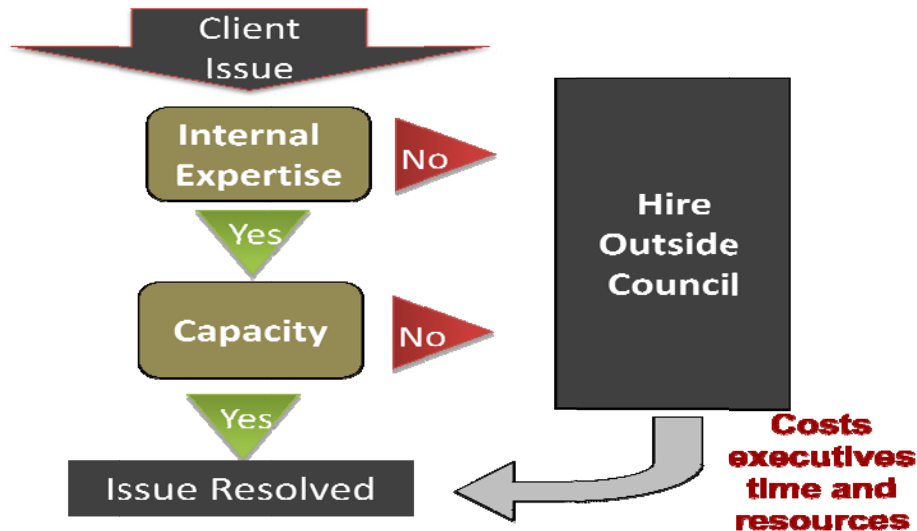 Client
Issue
Internal
Expertise
No
Yes
Hire
Outside
Council
Capacity
No
Yes
Issue Resolved
Costs
executives
time and
resources